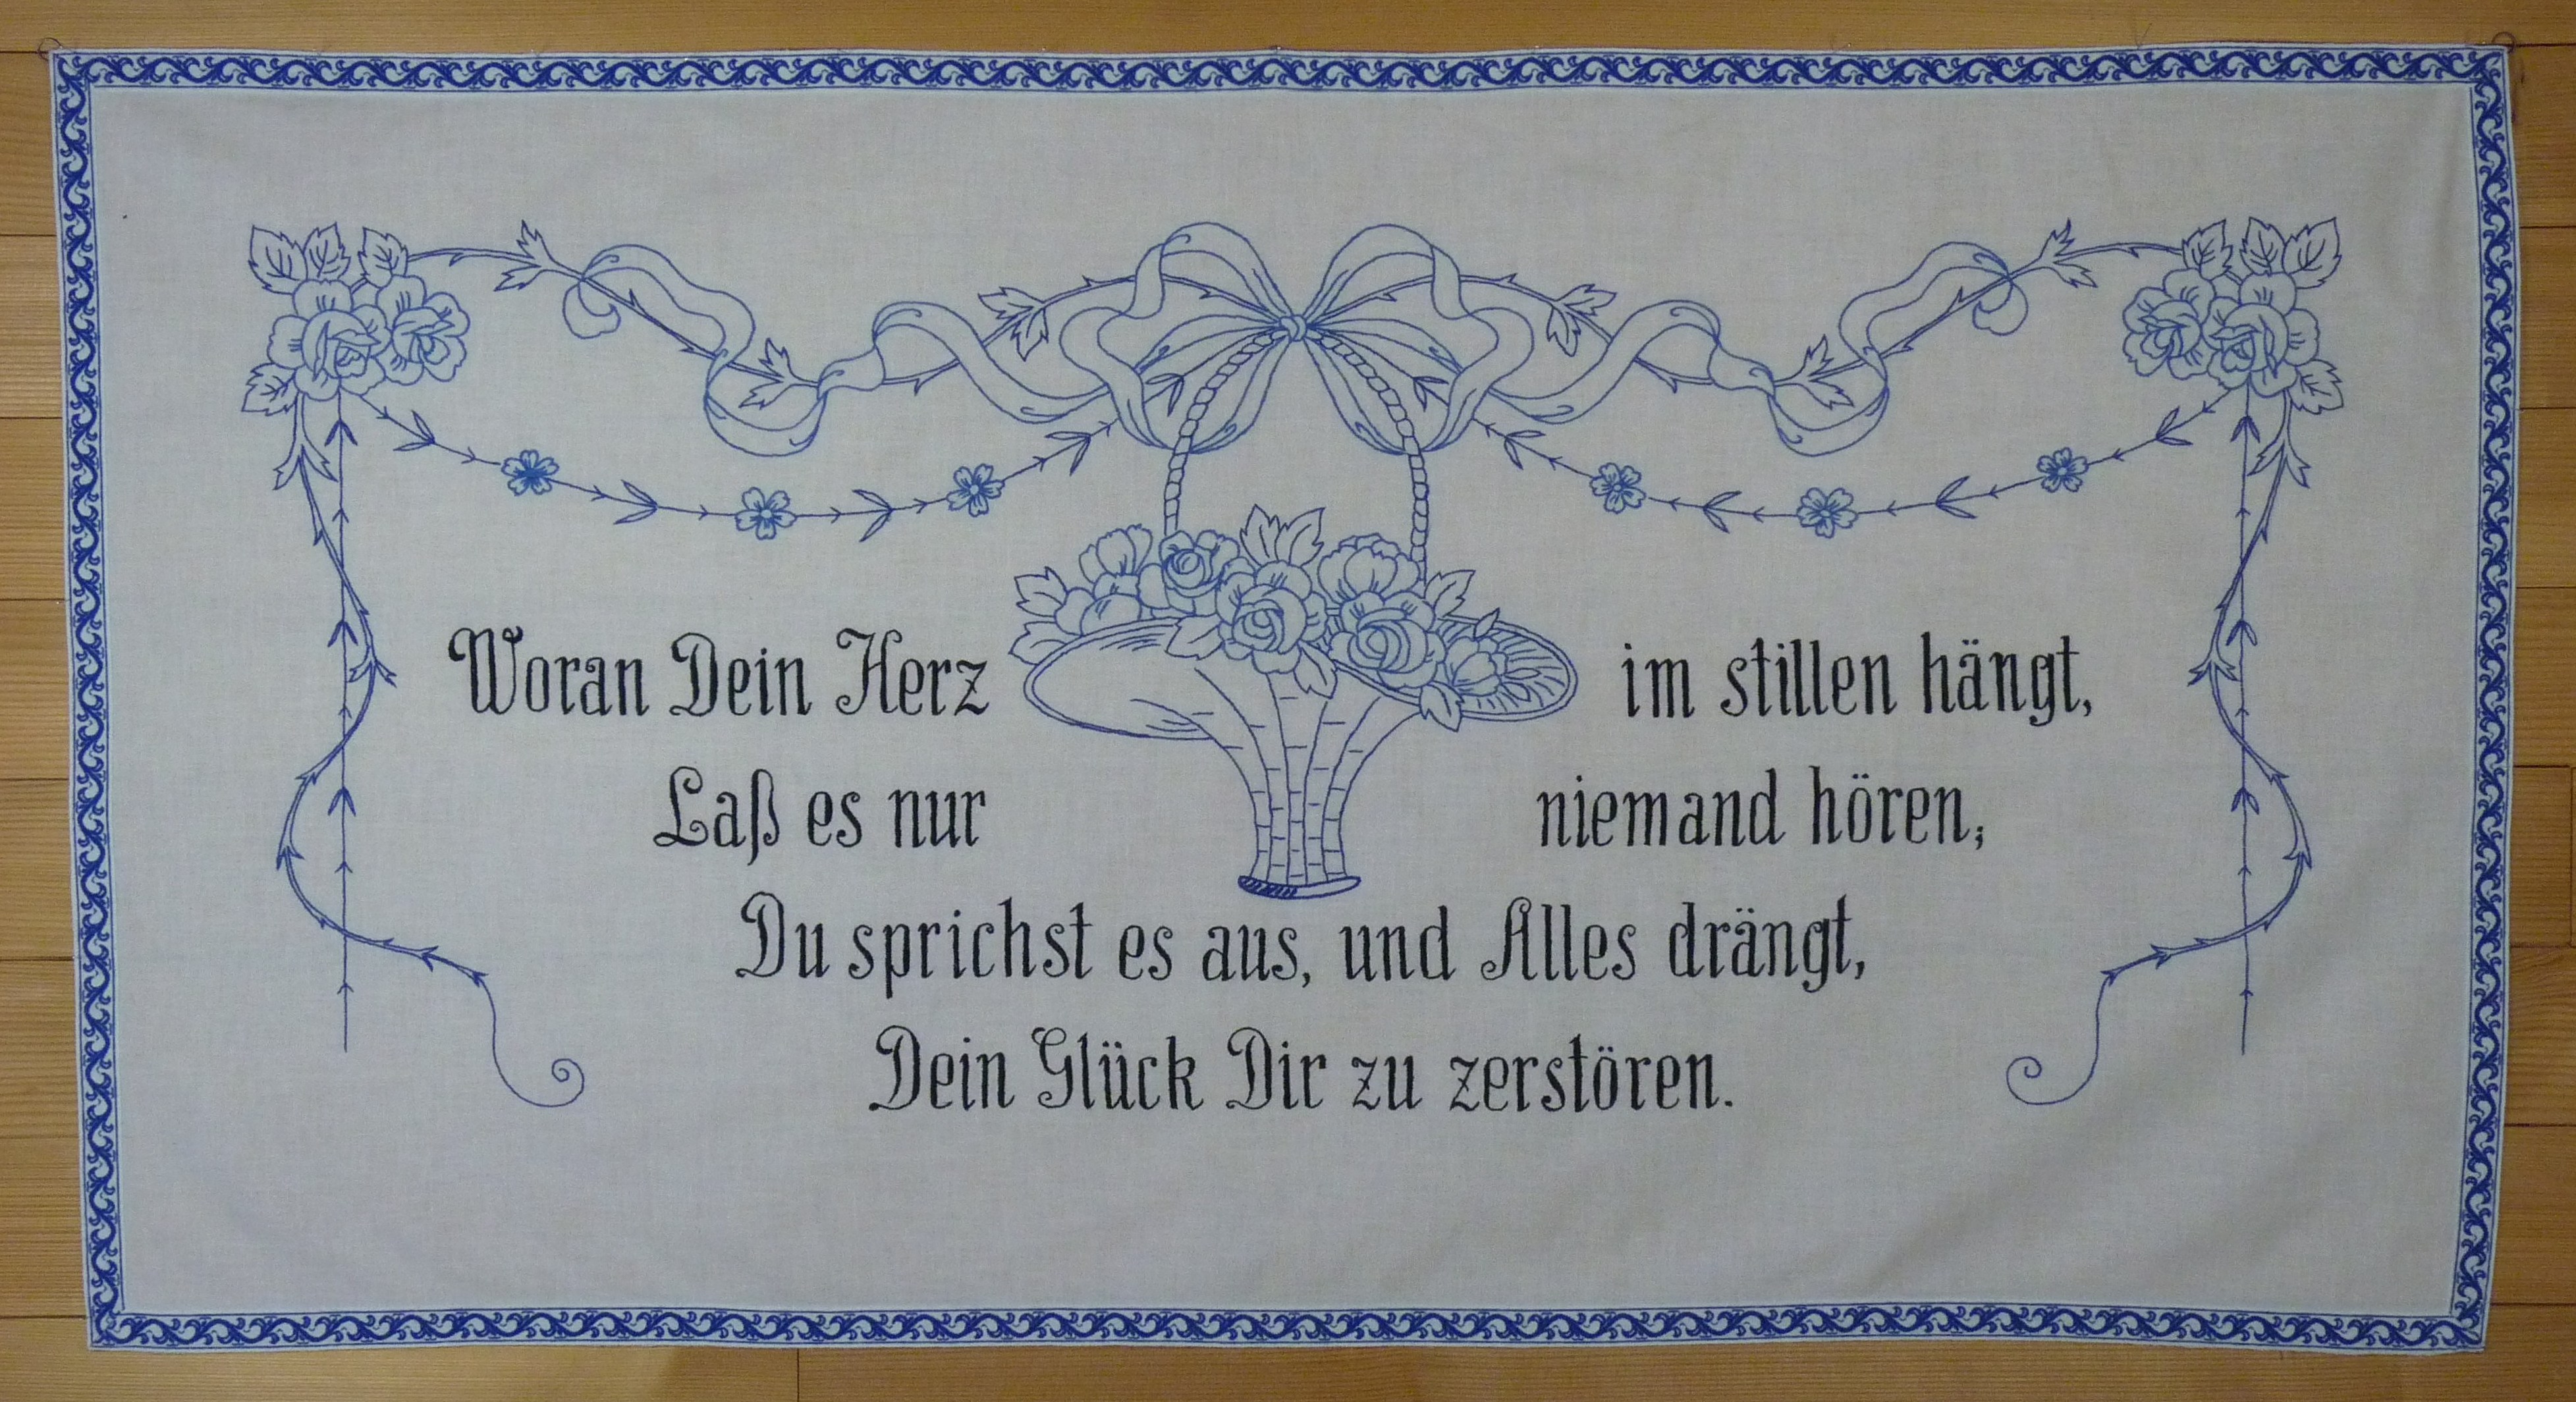 Woran Dein Herz im stillen hängt,
Laß es nur niemand hören;
Du sprichst es aus, und Alles drängt,
Dein Glück Dir zu zerstören.